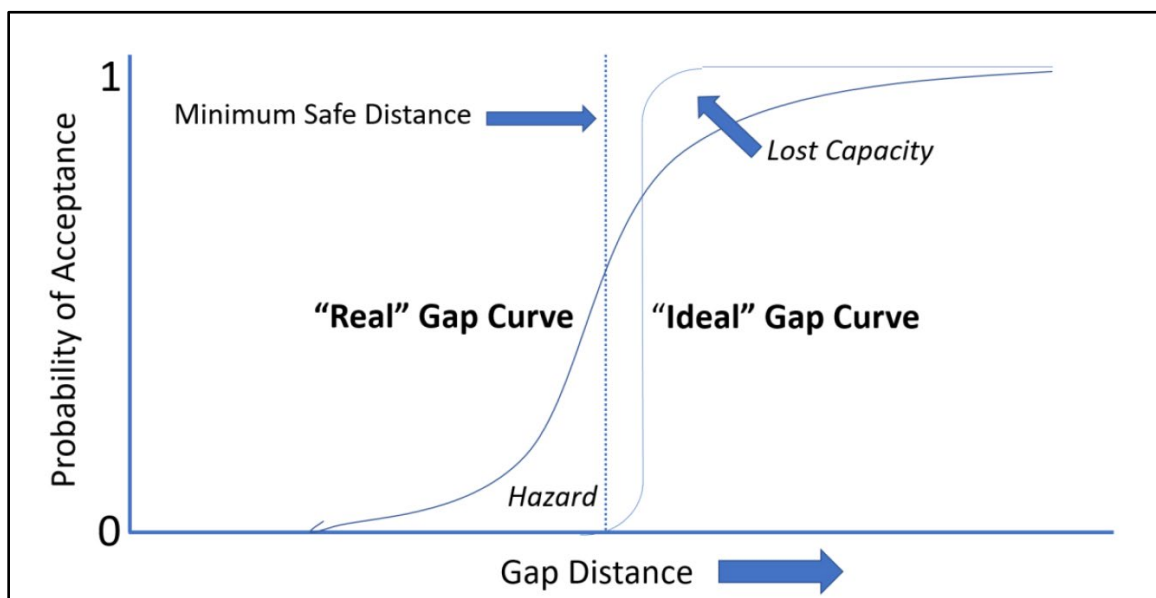 1
Minimum Safe Distance
Lost Capacity
Probability of Acceptance
“Real” Gap Curve
“Ideal” Gap Curve
Hazard
0
Gap Distance